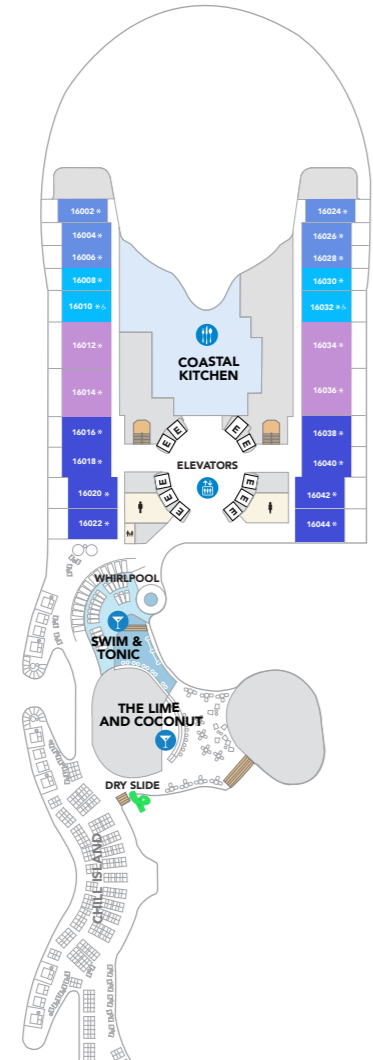 16002 *
16024 *
16004 *
16026 *
16006 *
16028 *
16008 *
16030 *
16010 *
16032 *
16012 *
16034 *
COASTAL
KITCHEN
16014 *
16036 *
E E
E E
16016 *
16038 *
16018 *
ELEVATORS
16040 *
E E E E
E E E E
16020 *
16042 *
16022 *
16044 *
WHIRLPOOL
SWIM &
TONIC
THE LIME
AND COCONUT
DRY SLIDE
CHILL ISLAND